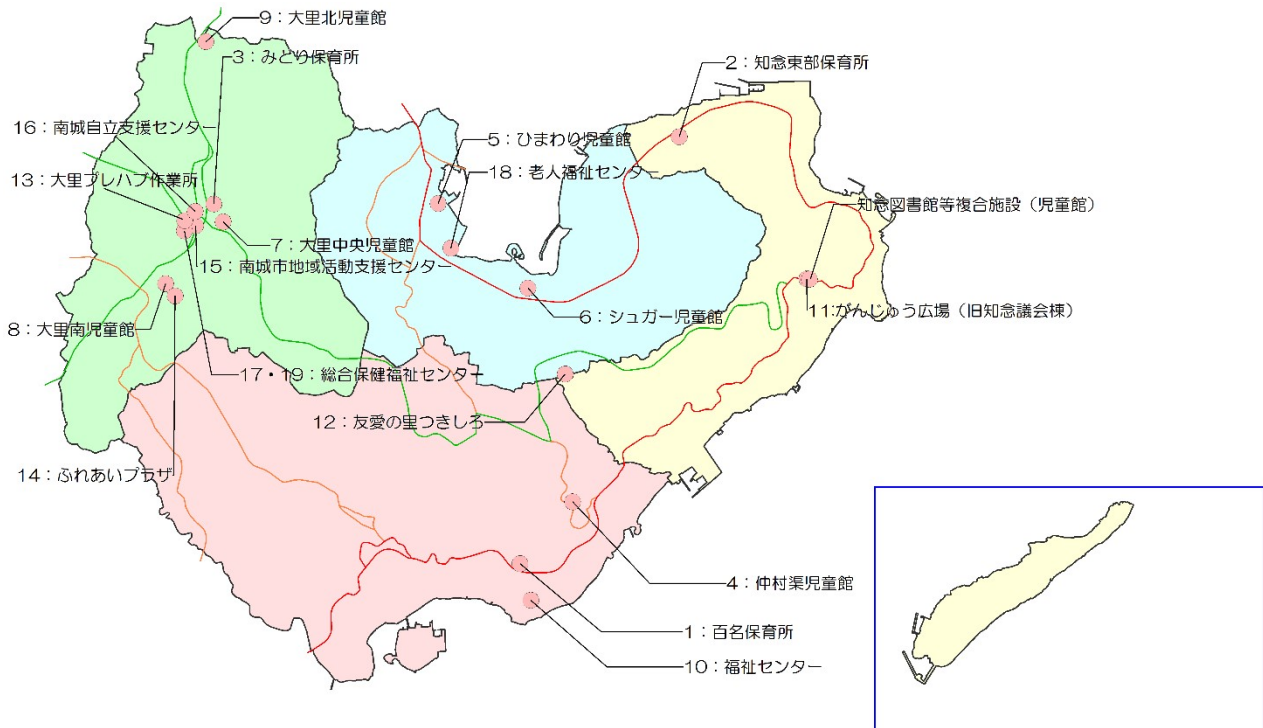 9：大里北児童館
3：みどり保育所
2：知念東部保育所
16：南城自立支援センター
5：ひまわり児童館
13：大里プレハブ作業所
18：老人福祉センター
知念図書館等複合施設（児童館）
7：大里中央児童館
15：南城市地域活動支援センター
11:がんじゅう広場（旧知念議会棟）
6：シュガー児童館
8：大里南児童館
17・19：総合保健福祉センター
12：友愛の里つきしろ
14：ふれあいプラザ
4：仲村渠児童館
1：百名保育所
10：福祉センター